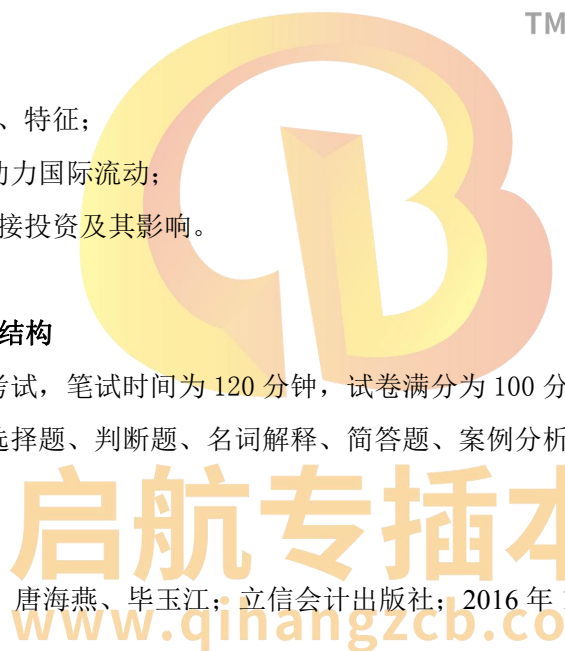 TM
、特征；
动力国际流动；
接投资及其影响。
结构
考试，笔试时间为 120 分钟，试卷满分为 100 分
选择题、判断题、名词解释、简答题、案例分析
启航专插本
唐海燕、毕玉江；立信会计出版社；2016 年
www.qihangzcb.co